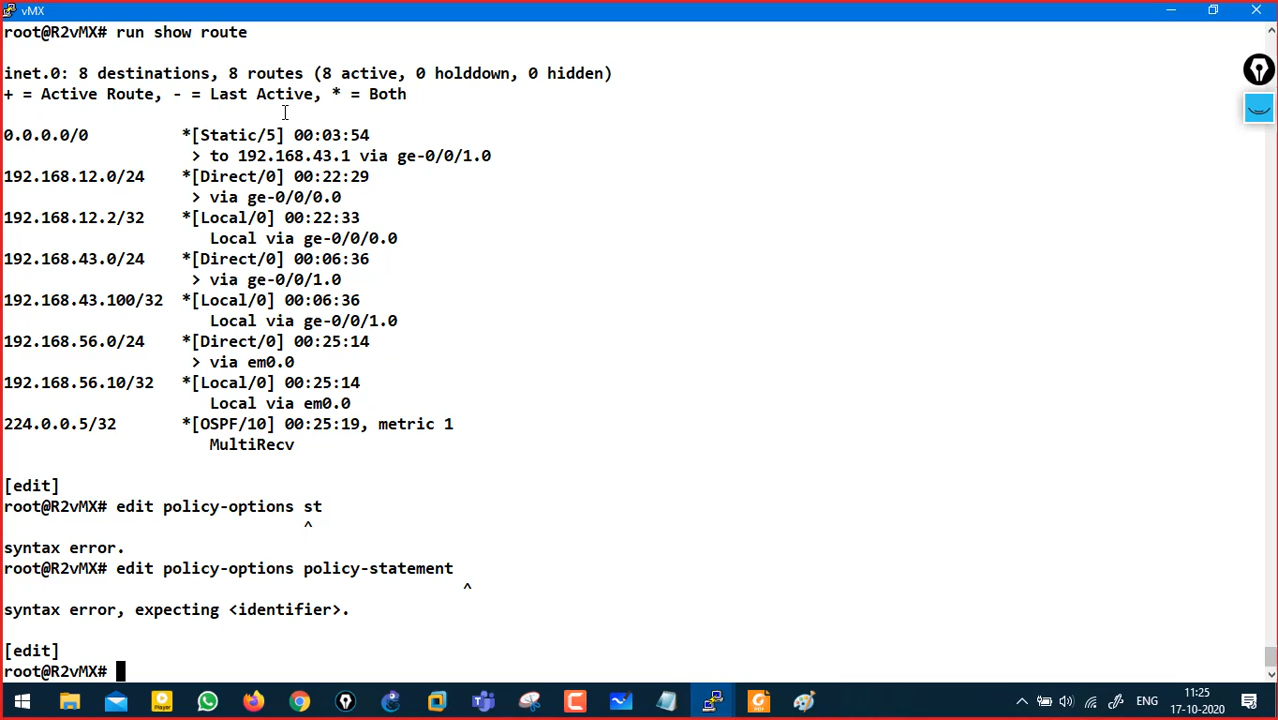 vMX
root@R2vMX# run show route
inet.0: 8 destinations, 8 routes (8 active, 0 holddown, 0 hidden)
+ = Active Route, - = Last Active, * = Both
0.0.0.0/0          *[Static/5] 00:03:54
                    > to 192.168.43.1 via ge-0/0/1.0
192.168.12.0/24    *[Direct/0] 00:22:29
                    > via ge-0/0/0.0
192.168.12.2/32    *[Local/0] 00:22:33
                      Local via ge-0/0/0.0
192.168.43.0/24    *[Direct/0] 00:06:36
                    > via ge-0/0/1.0
192.168.43.100/32  *[Local/0] 00:06:36
                      Local via ge-0/0/1.0
192.168.56.0/24    *[Direct/0] 00:25:14
                    > via em0.0
192.168.56.10/32   *[Local/0] 00:25:14
                      Local via em0.0
224.0.0.5/32       *[OSPF/10] 00:25:19, metric 1
                      MultiRecv
[edit]
root@R2vMX# edit policy-options st
                                ^
syntax error.
root@R2vMX# edit policy-options policy-statement
                                                 ^
syntax error, expecting <identifier>.
[edit]
root@R2vMX#
Player
PDF
ENG
11:25
17-10-2020